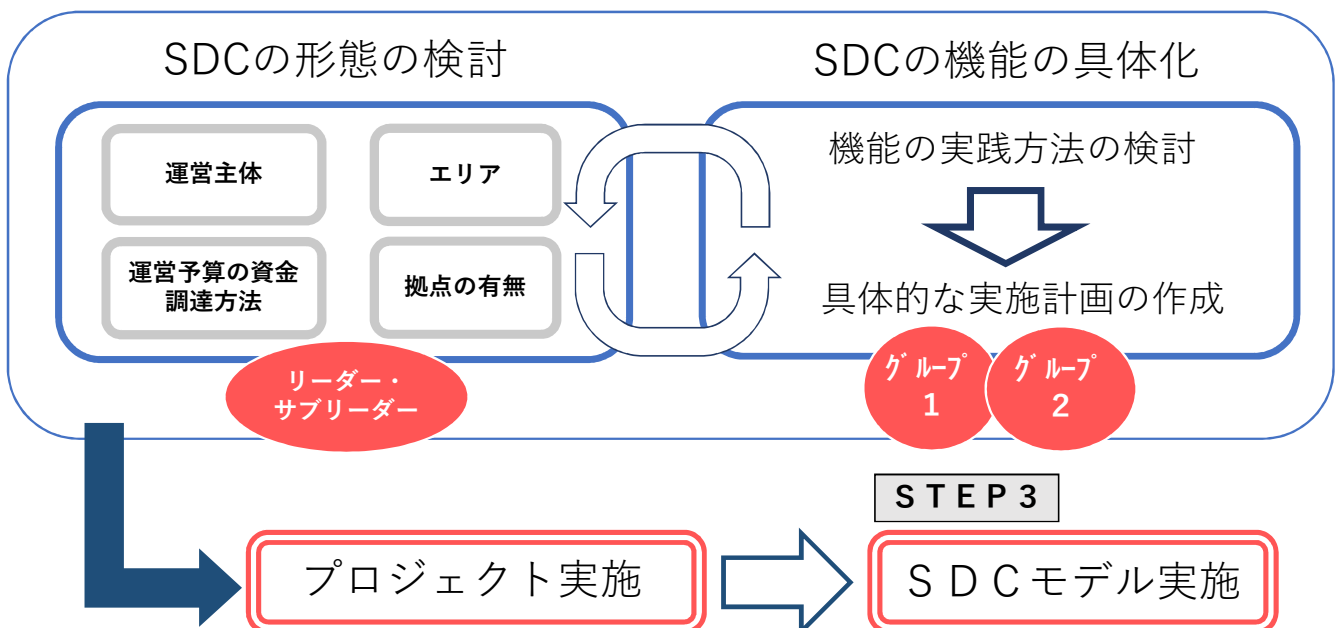 SDCの形態の検討
運営主体
エリア
運営予算の資金
調達方法
拠点の有無
リーダー・
サブリーダー
SDCの機能の具体化
機能の実践方法の検討
具体的な実施計画の作成
ｸﾞﾙｰﾌﾟ
1
ｸﾞﾙｰﾌﾟ
2
ＳＴＥＰ３
プロジェクト実施
ＳＤＣモデル実施